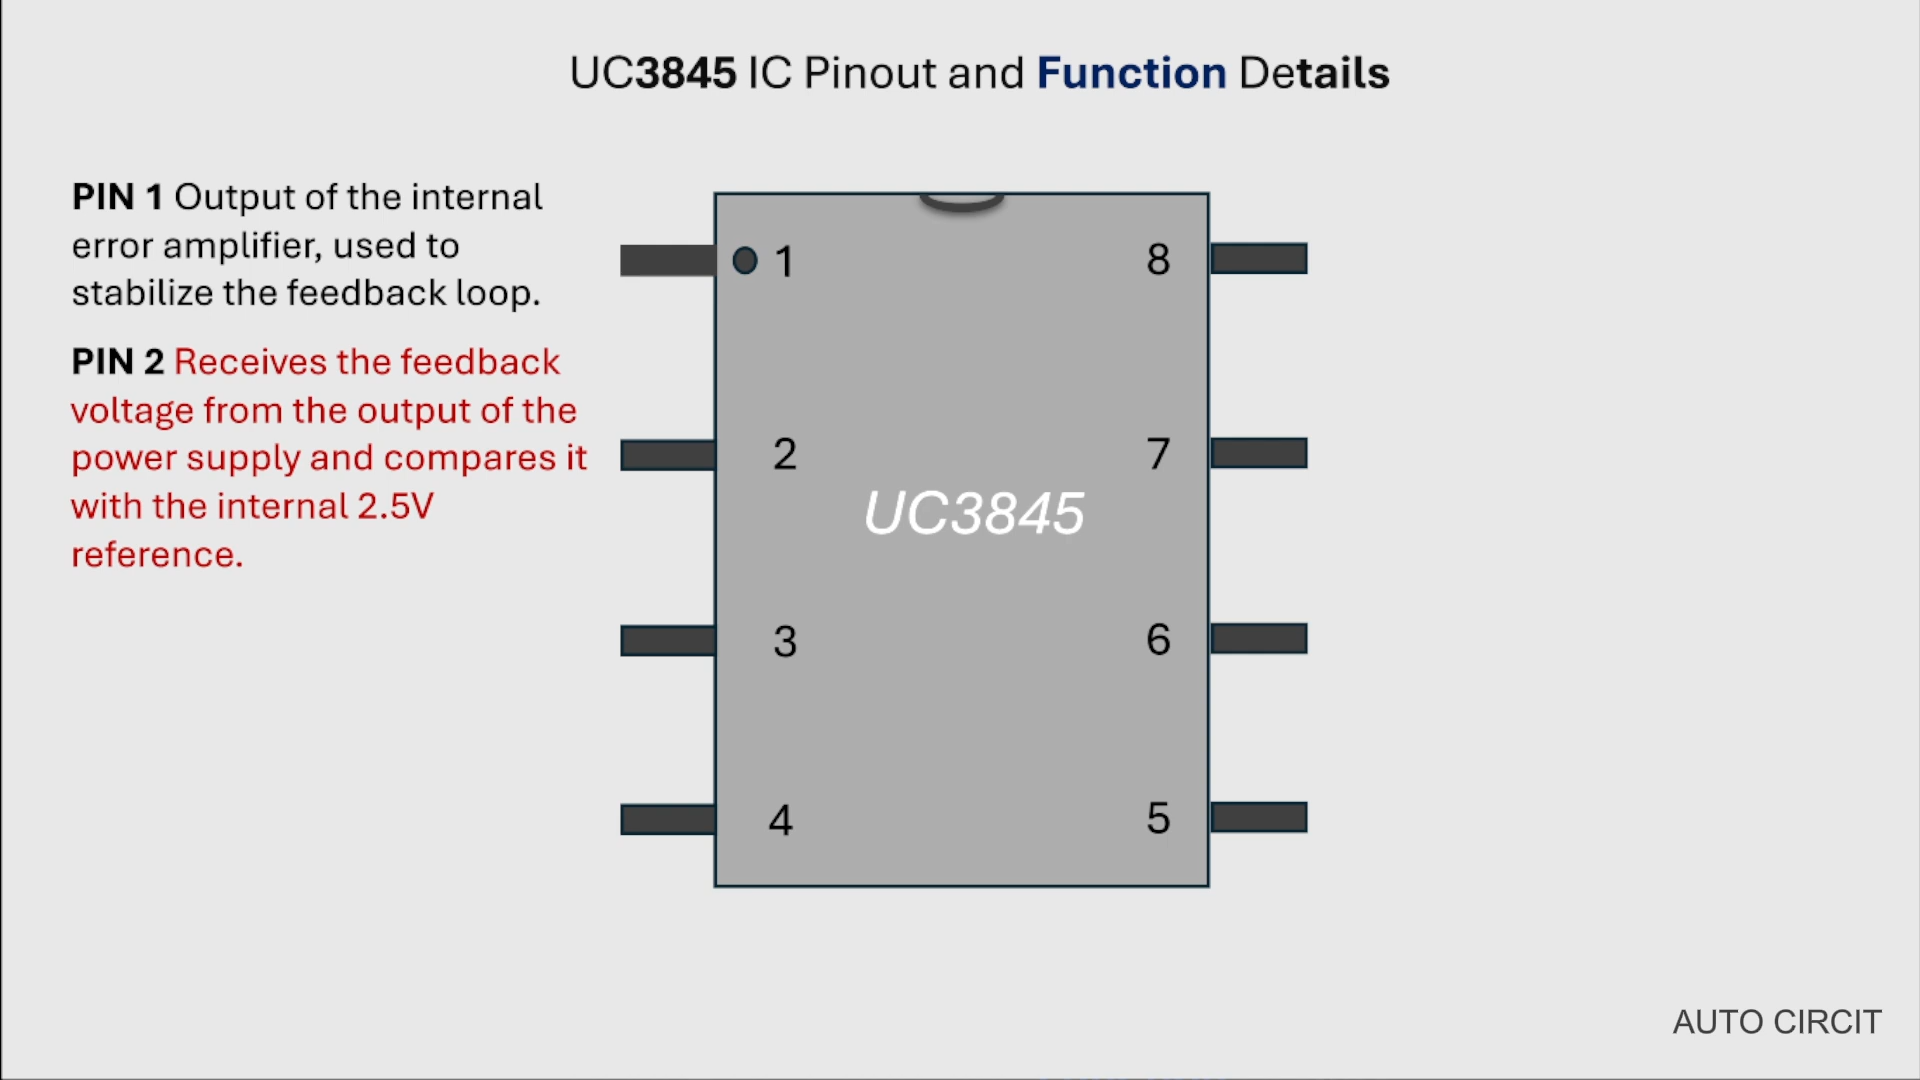 UC3845 IC Pinout and Function Details
PIN 1 Output of the internal
error amplifier, used to
stabilize the feedback loop.
PIN 2 Receives the feedback
voltage from the output of the
power supply and compares it
with the internal 2.5V
reference.
1
8
2
7
UC3845
3
6
4
5
AUTO CIRCIT